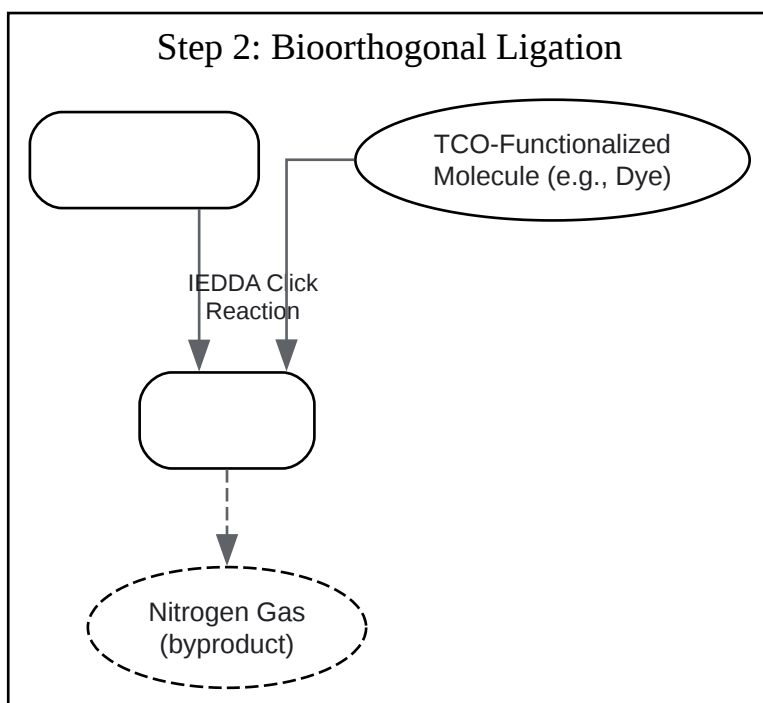 Step 2: Bioorthogonal Ligation
TCO-Functionalized
Molecule (e.g., Dye)
IEDDA Click
Reaction
Nitrogen Gas
(byproduct)